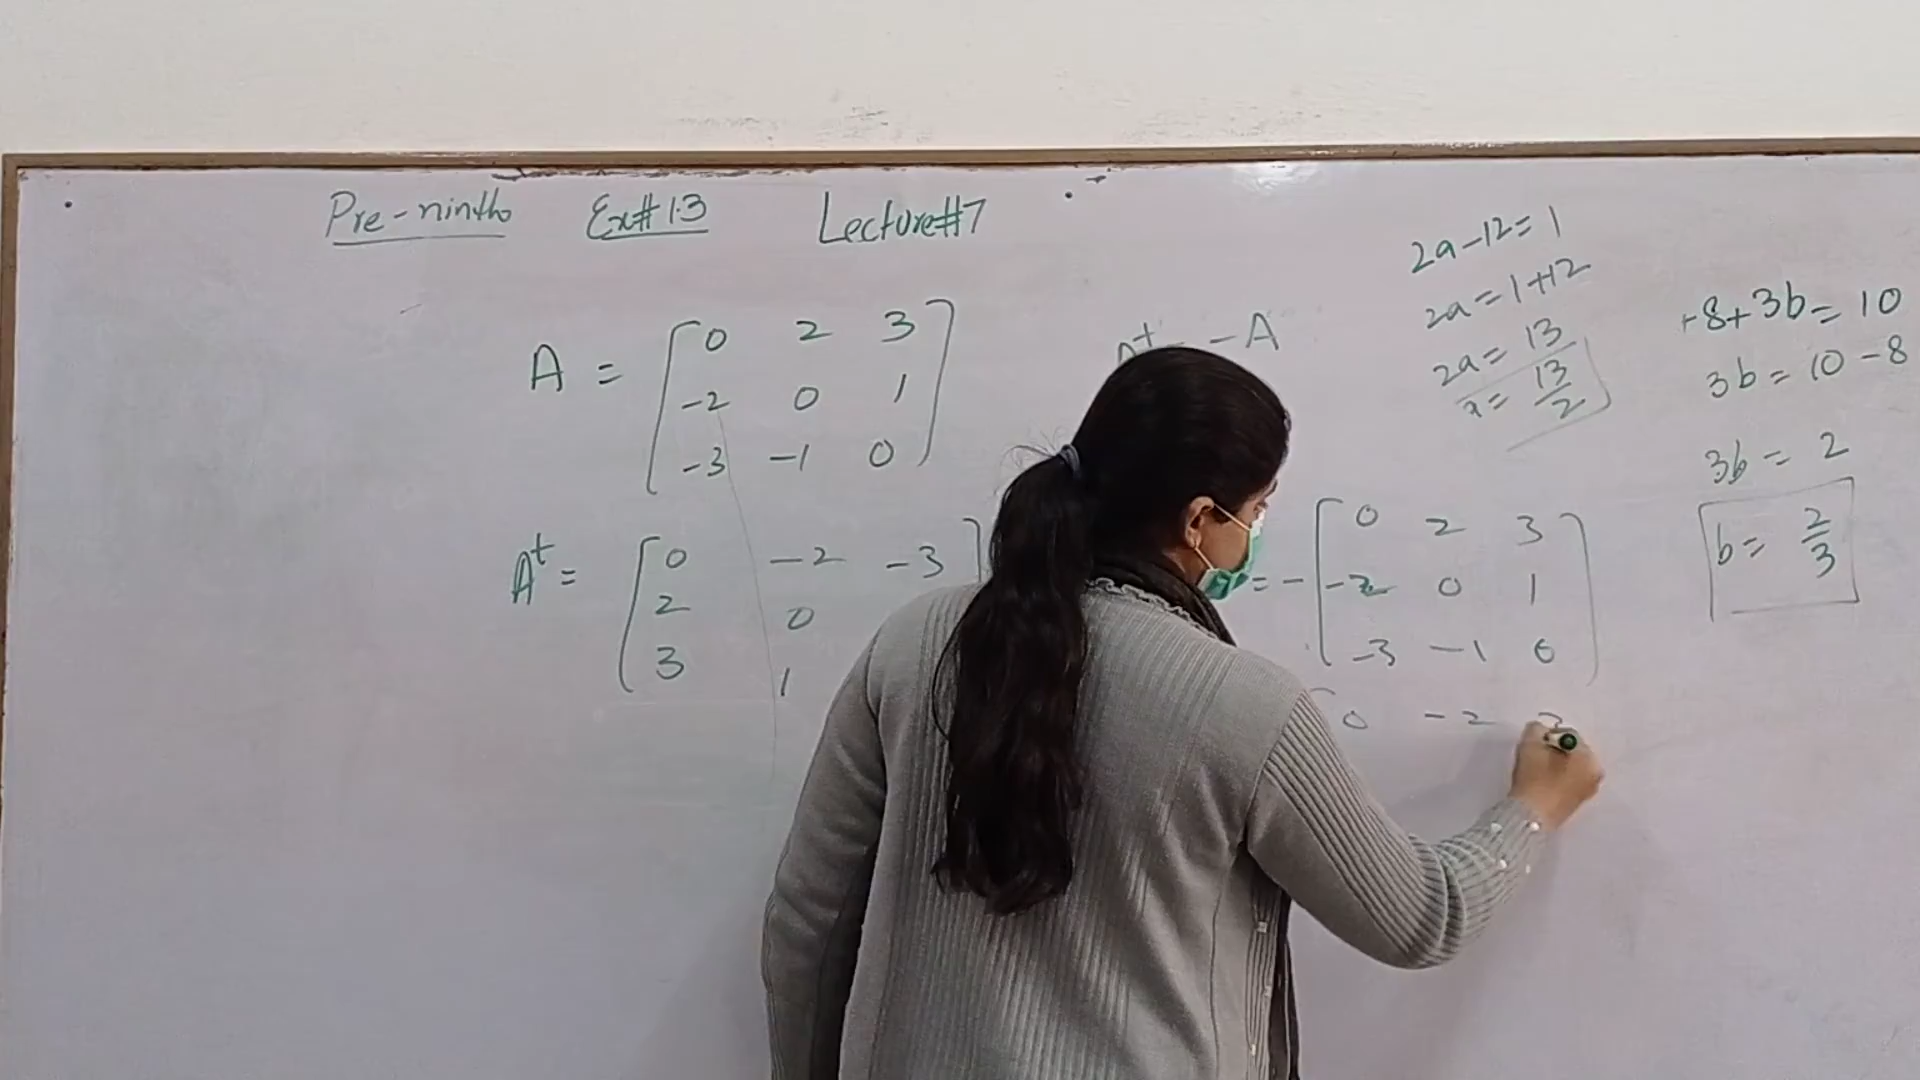 Pre-ninth Ex#1.3 Lecture#7
A = [0 2 3
-2 0 1
-3 -1 0]
A^t = [0 -2 -3]
2 0
3 1
= -A
= - [0 2 3
-2 0 1
-3 -1 0]
[0 -2
2a-12=1
2a=1+12
2a=13
=13/2
+8+3b=10
3b=10-8
3b=2
b=2/3